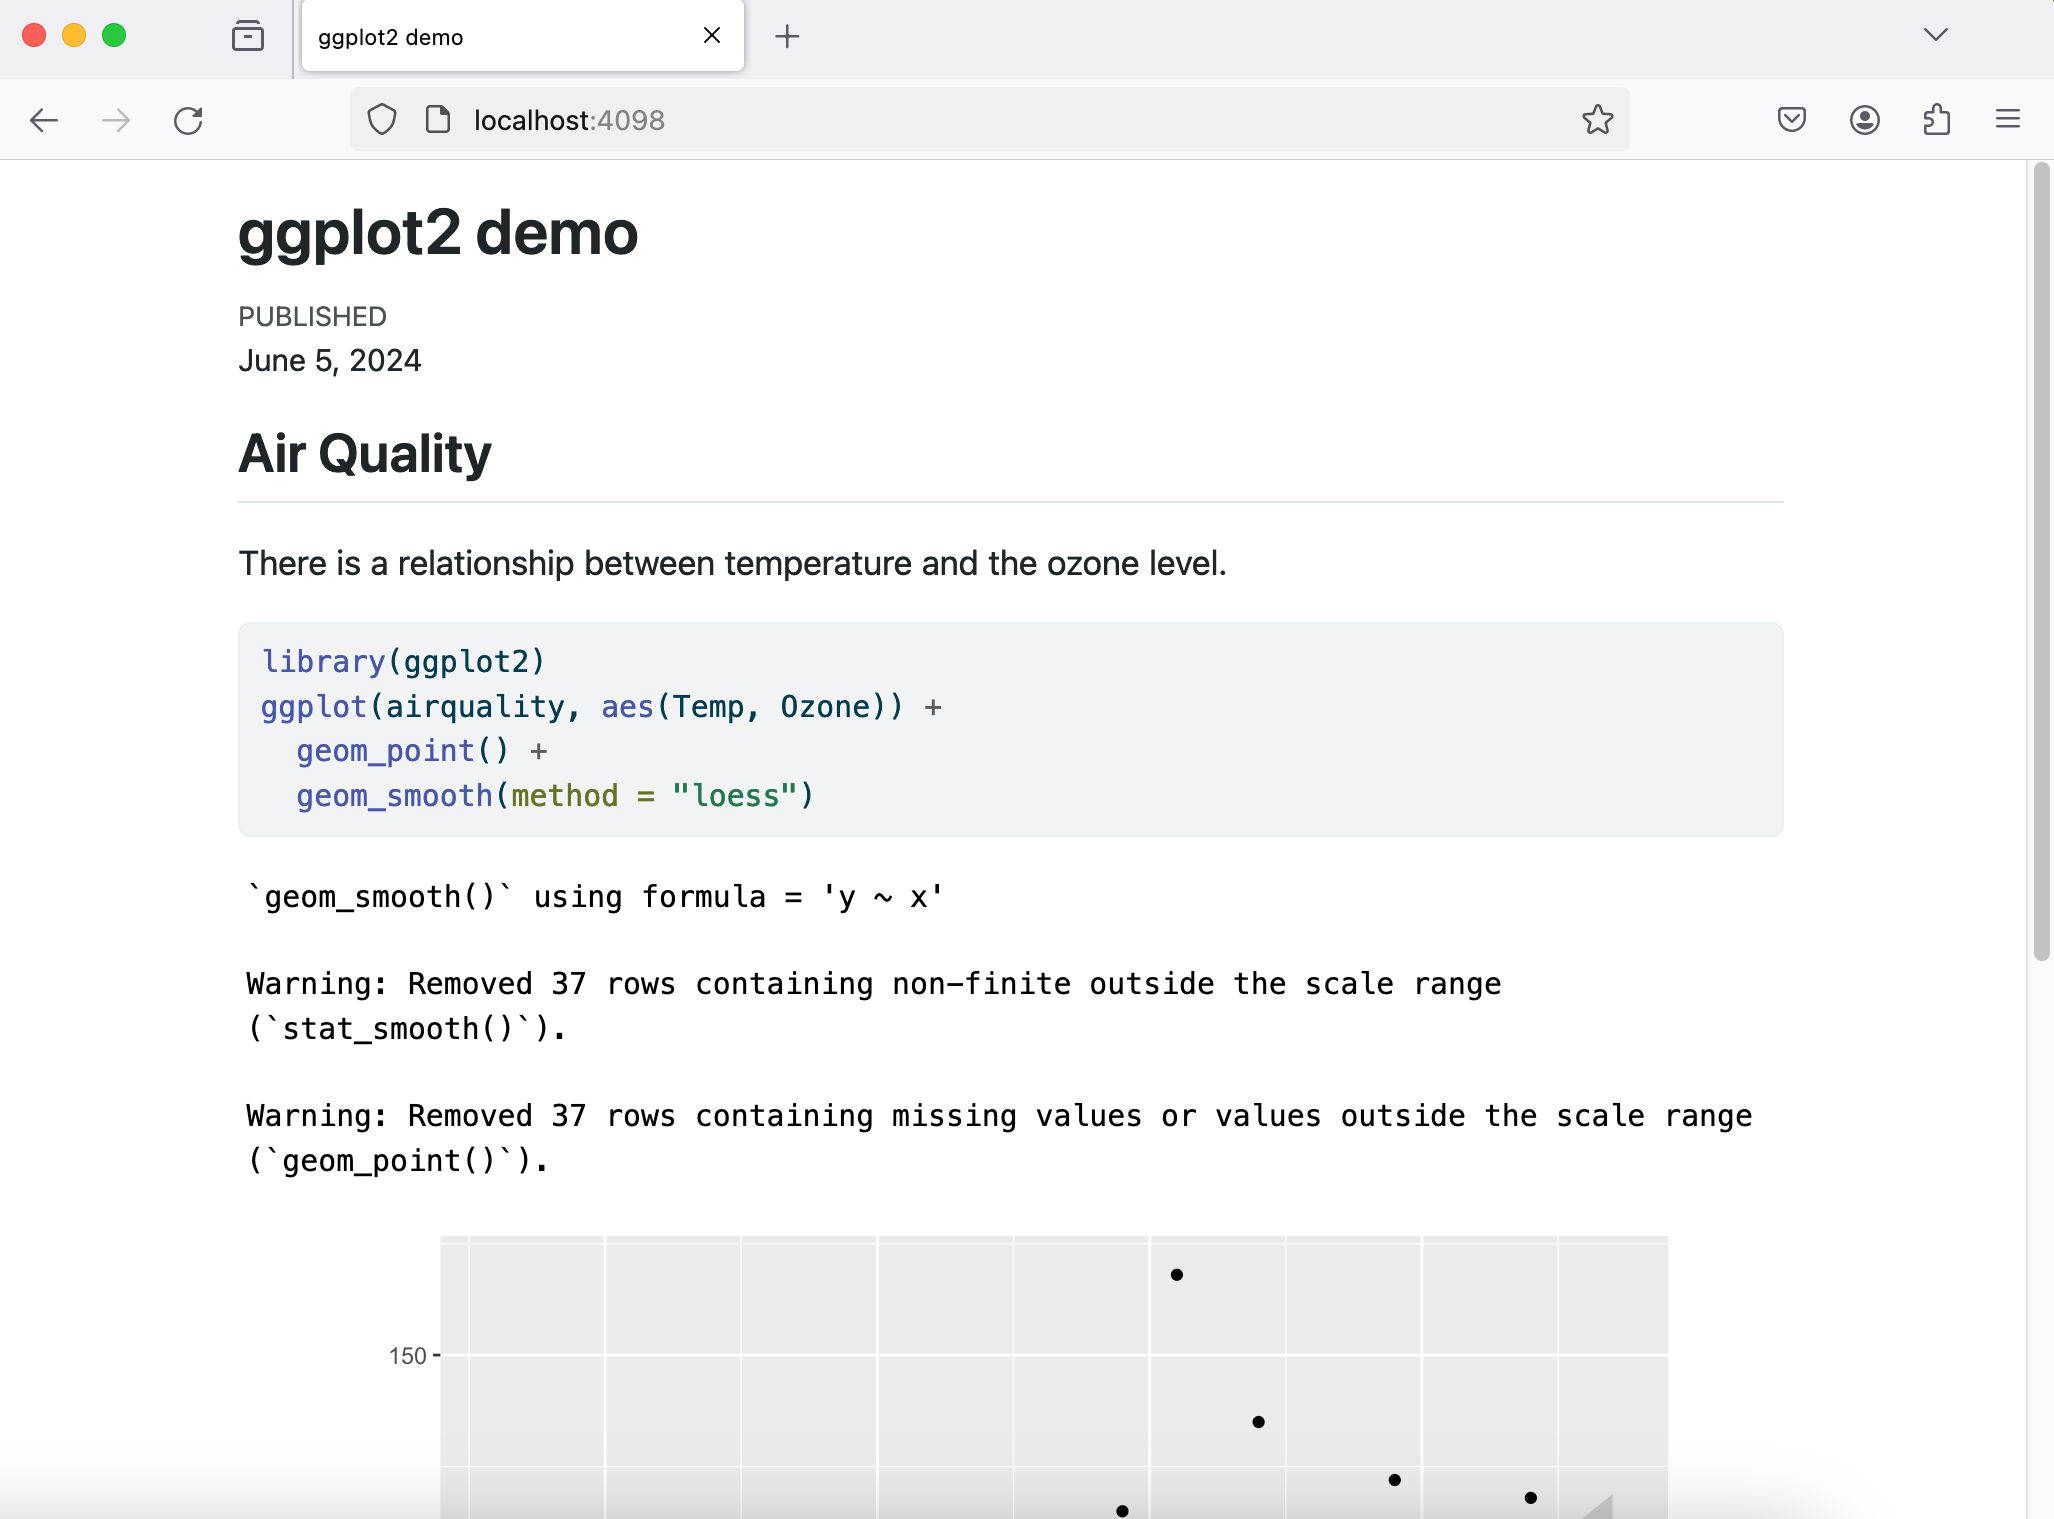 ggplot2 demo
localhost:4098
ggplot2 demo
PUBLISHED
June 5, 2024
Air Quality
There is a relationship between temperature and the ozone level.
library(ggplot2)
ggplot(airquality, aes(Temp, Ozone)) +
  geom_point() +
  geom_smooth(method = "loess")
`geom_smooth()` using formula = 'y ~ x'
Warning: Removed 37 rows containing non-finite outside the scale range
(`stat_smooth()`).
Warning: Removed 37 rows containing missing values or values outside the scale range
(`geom_point()`).
150